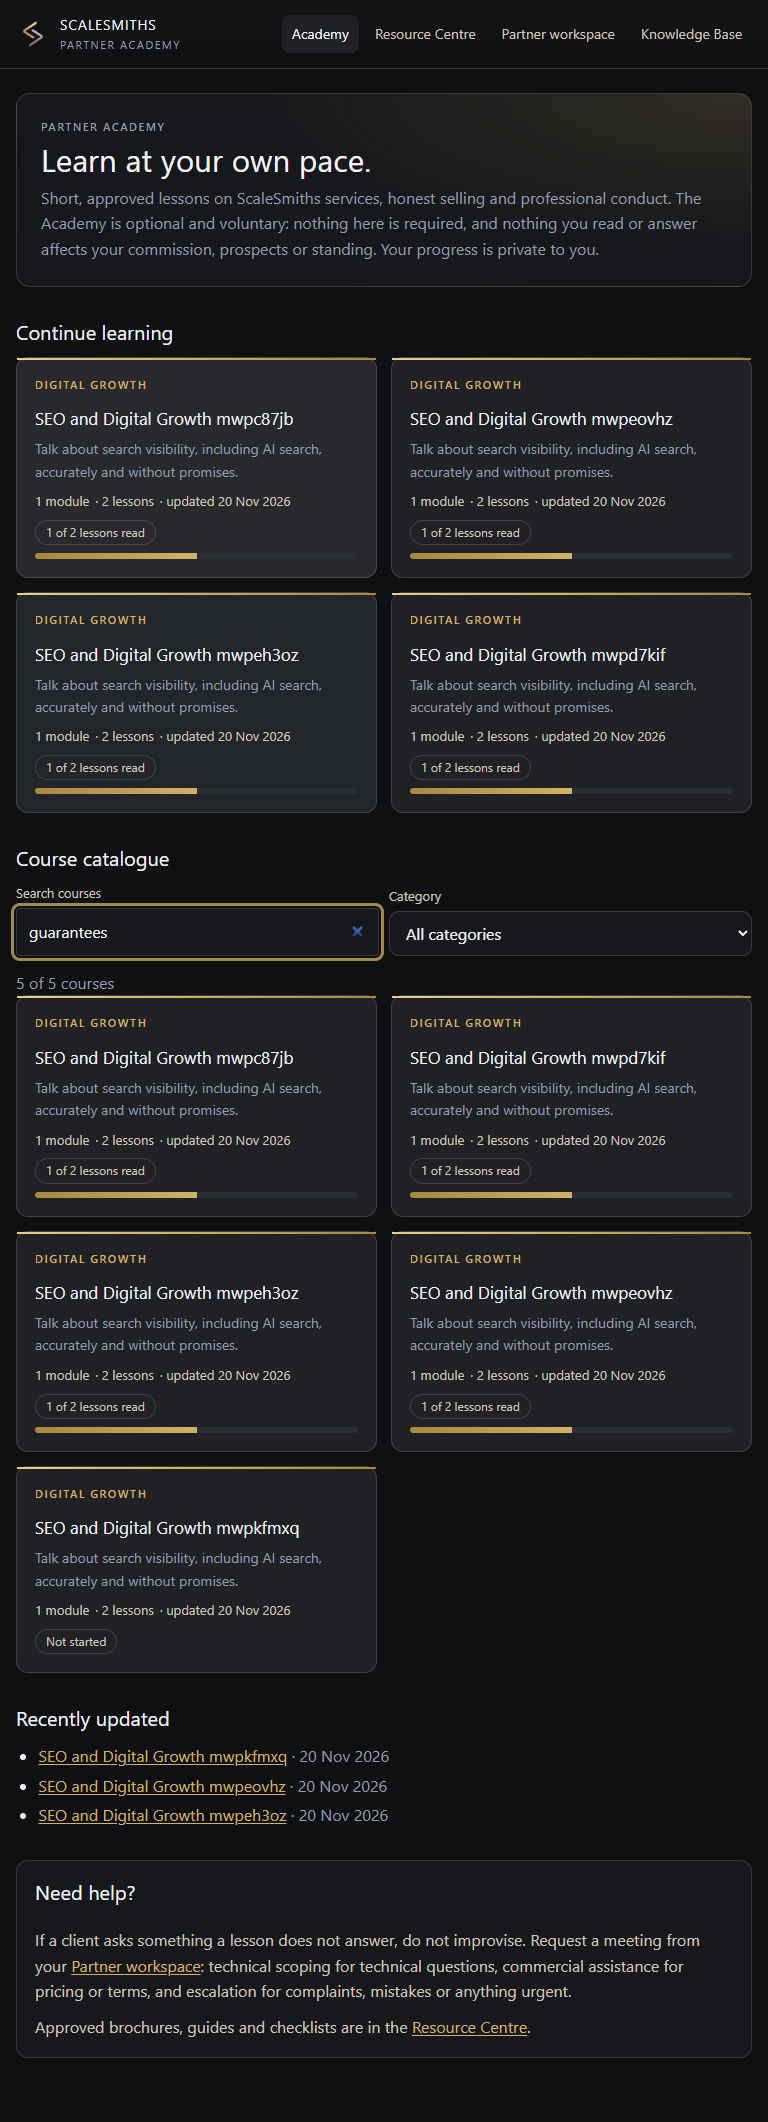 SCALESMITHS
PARTNER ACADEMY
Academy
Resource Centre
Partner workspace
Knowledge Base
PARTNER ACADEMY
Learn at your own pace.
Short, approved lessons on ScaleSmiths services, honest selling and professional conduct. The
Academy is optional and voluntary: nothing here is required, and nothing you read or answer
affects your commission, prospects or standing. Your progress is private to you.
Continue learning
DIGITAL GROWTH
SEO and Digital Growth mwpc87jb
Talk about search visibility, including AI search,
accurately and without promises.
1 module · 2 lessons · updated 20 Nov 2026
1 of 2 lessons read
DIGITAL GROWTH
SEO and Digital Growth mwpeovhz
Talk about search visibility, including AI search,
accurately and without promises.
1 module · 2 lessons · updated 20 Nov 2026
1 of 2 lessons read
DIGITAL GROWTH
SEO and Digital Growth mwpeh3oz
Talk about search visibility, including AI search,
accurately and without promises.
1 module · 2 lessons · updated 20 Nov 2026
1 of 2 lessons read
DIGITAL GROWTH
SEO and Digital Growth mwpd7kif
Talk about search visibility, including AI search,
accurately and without promises.
1 module · 2 lessons · updated 20 Nov 2026
1 of 2 lessons read
Course catalogue
Search courses
guarantees
Category
All categories
5 of 5 courses
DIGITAL GROWTH
SEO and Digital Growth mwpc87jb
Talk about search visibility, including AI search,
accurately and without promises.
1 module · 2 lessons · updated 20 Nov 2026
1 of 2 lessons read
DIGITAL GROWTH
SEO and Digital Growth mwpd7kif
Talk about search visibility, including AI search,
accurately and without promises.
1 module · 2 lessons · updated 20 Nov 2026
1 of 2 lessons read
DIGITAL GROWTH
SEO and Digital Growth mwpeh3oz
Talk about search visibility, including AI search,
accurately and without promises.
1 module · 2 lessons · updated 20 Nov 2026
1 of 2 lessons read
DIGITAL GROWTH
SEO and Digital Growth mwpeovhz
Talk about search visibility, including AI search,
accurately and without promises.
1 module · 2 lessons · updated 20 Nov 2026
1 of 2 lessons read
DIGITAL GROWTH
SEO and Digital Growth mwpkfmxq
Talk about search visibility, including AI search,
accurately and without promises.
1 module · 2 lessons · updated 20 Nov 2026
Not started
Recently updated
• SEO and Digital Growth mwpkfmxq · 20 Nov 2026
• SEO and Digital Growth mwpeovhz · 20 Nov 2026
• SEO and Digital Growth mwpeh3oz · 20 Nov 2026
Need help?
If a client asks something a lesson does not answer, do not improvise. Request a meeting from
your Partner workspace: technical scoping for technical questions, commercial assistance for
pricing or terms, and escalation for complaints, mistakes or anything urgent.
Approved brochures, guides and checklists are in the Resource Centre.